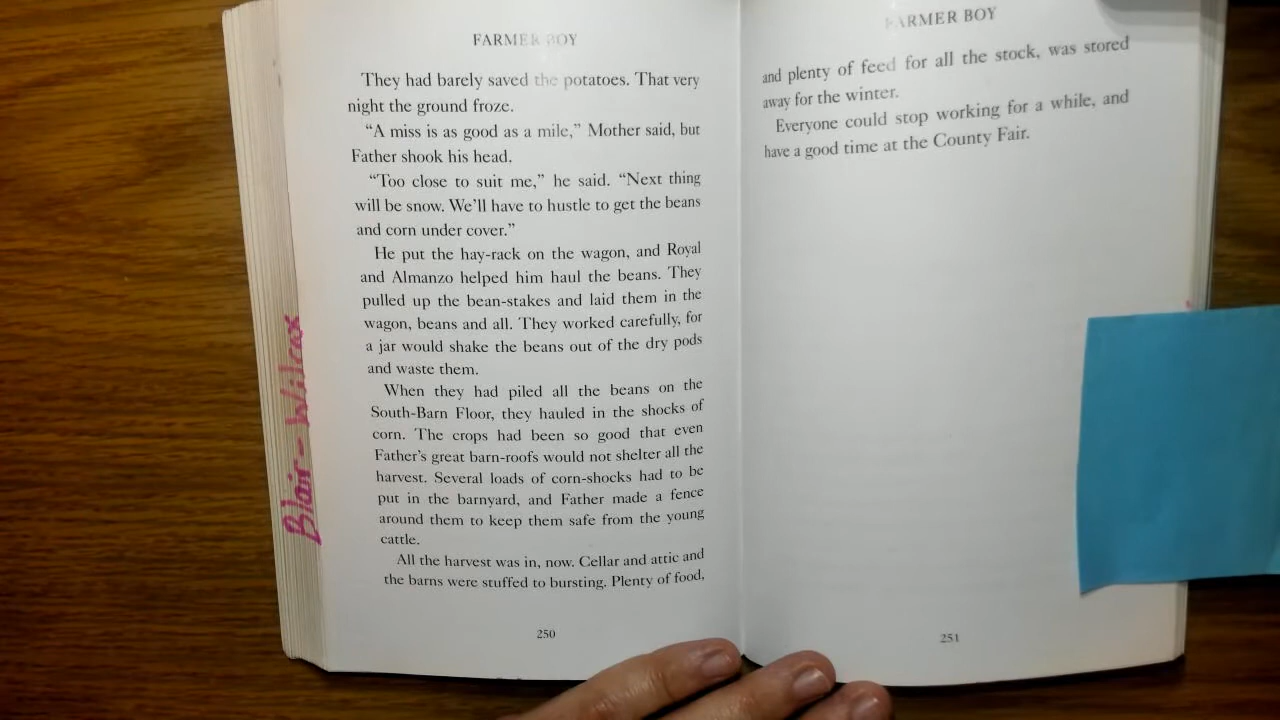 FARMER BOY
They had barely saved the potatoes. That very
night the ground froze.
“A miss is as good as a mile,” Mother said, but
Father shook his head.
“Too close to suit me,” he said. “Next thing
will be snow. We’ll have to hustle to get the beans
and corn under cover.”
He put the hay-rack on the wagon, and Royal
and Almanzo helped him haul the beans. They
pulled up the bean-stakes and laid them in the
wagon, beans and all. They worked carefully, for
a jar would shake the beans out of the dry pods
and waste them.
When they had piled all the beans on the
South-Barn Floor, they hauled in the shocks of
corn. The crops had been so good that even
Father’s great barn-roofs would not shelter all the
harvest. Several loads of corn-shocks had to be
put in the barnyard, and Father made a fence
around them to keep them safe from the young
cattle.
All the harvest was in, now. Cellar and attic and
the barns were stuffed to bursting. Plenty of food,
250
FARMER BOY
and plenty of feed for all the stock, was stored
away for the winter.
Everyone could stop working for a while, and
have a good time at the County Fair.
251
Blair-Wilcox